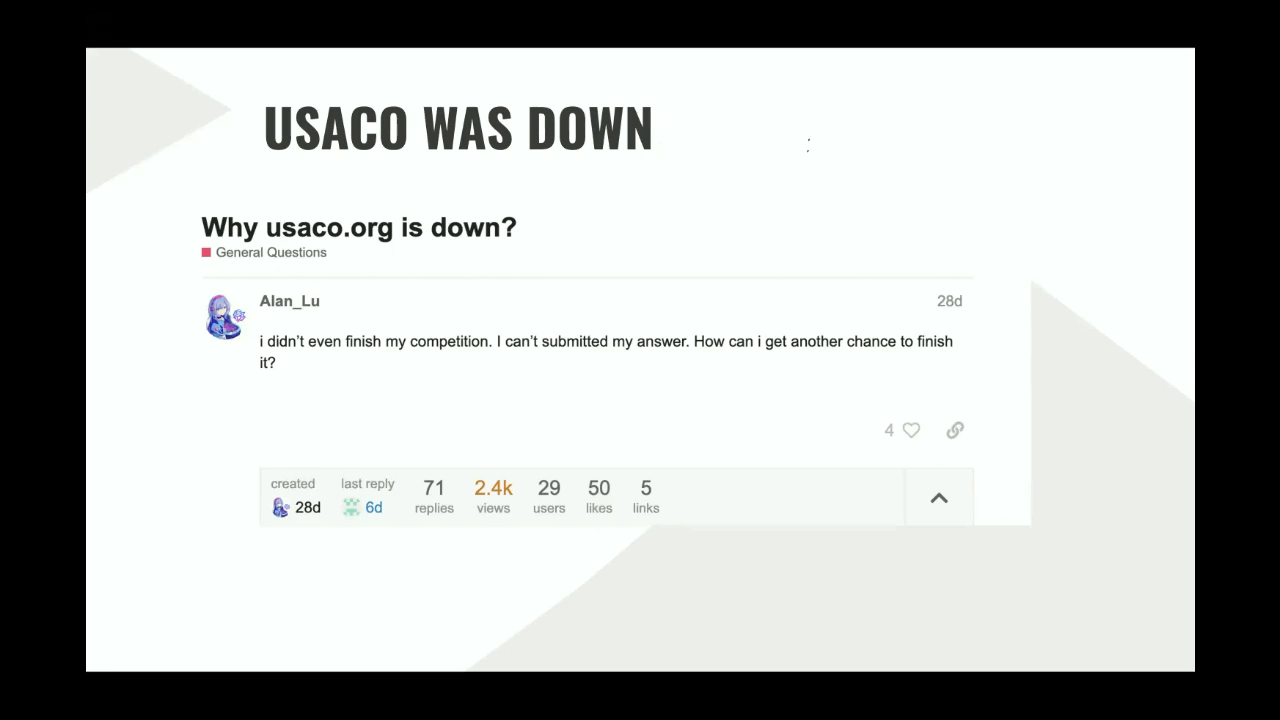 USACO WAS DOWN
Why usaco.org is down?
General Questions
Alan_Lu 28d
i didn’t even finish my competition. I can’t submitted my answer. How can i get another chance to finish
it?
4
created last reply 71 2.4k 29 50 5
28d 6d replies views users likes links